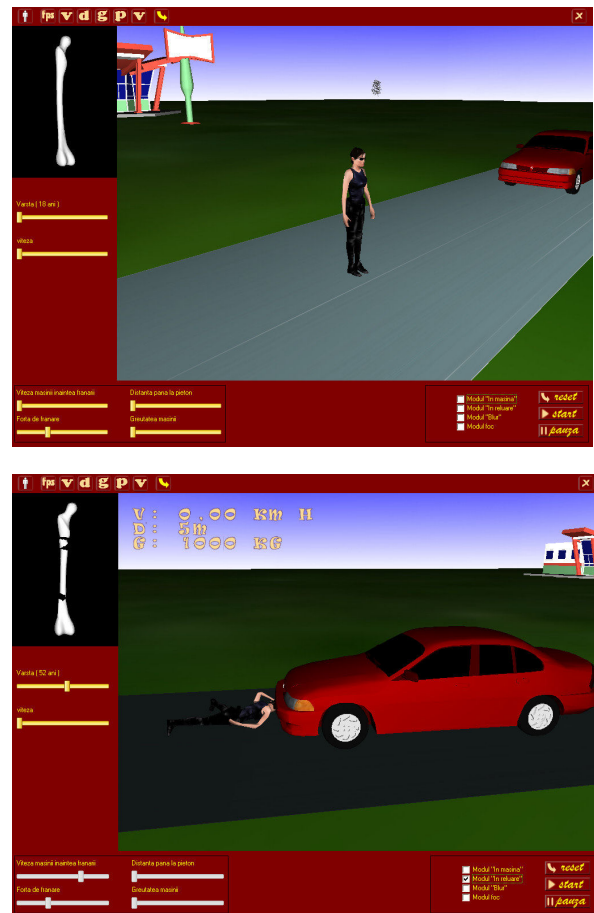 fps v d g p v
Varsta ( 18 ani )
viteza
Viteza masinii inaintea franarii
Distanta pana la pieton
Forta de franare
Greutatea masinii
Modul "In masina"
Modul "In reluare"
Modul "Blur"
Modul foc
reset
start
pauza
fps v d g p v
V: 0.00 Km H
D: 5m
G: 1000 KG
Varsta ( 52 ani )
viteza
Viteza masinii inaintea franarii
Distanta pana la pieton
Forta de franare
Greutatea masinii
Modul "In masina"
Modul "In reluare"
Modul "Blur"
Modul foc
reset
start
pauza